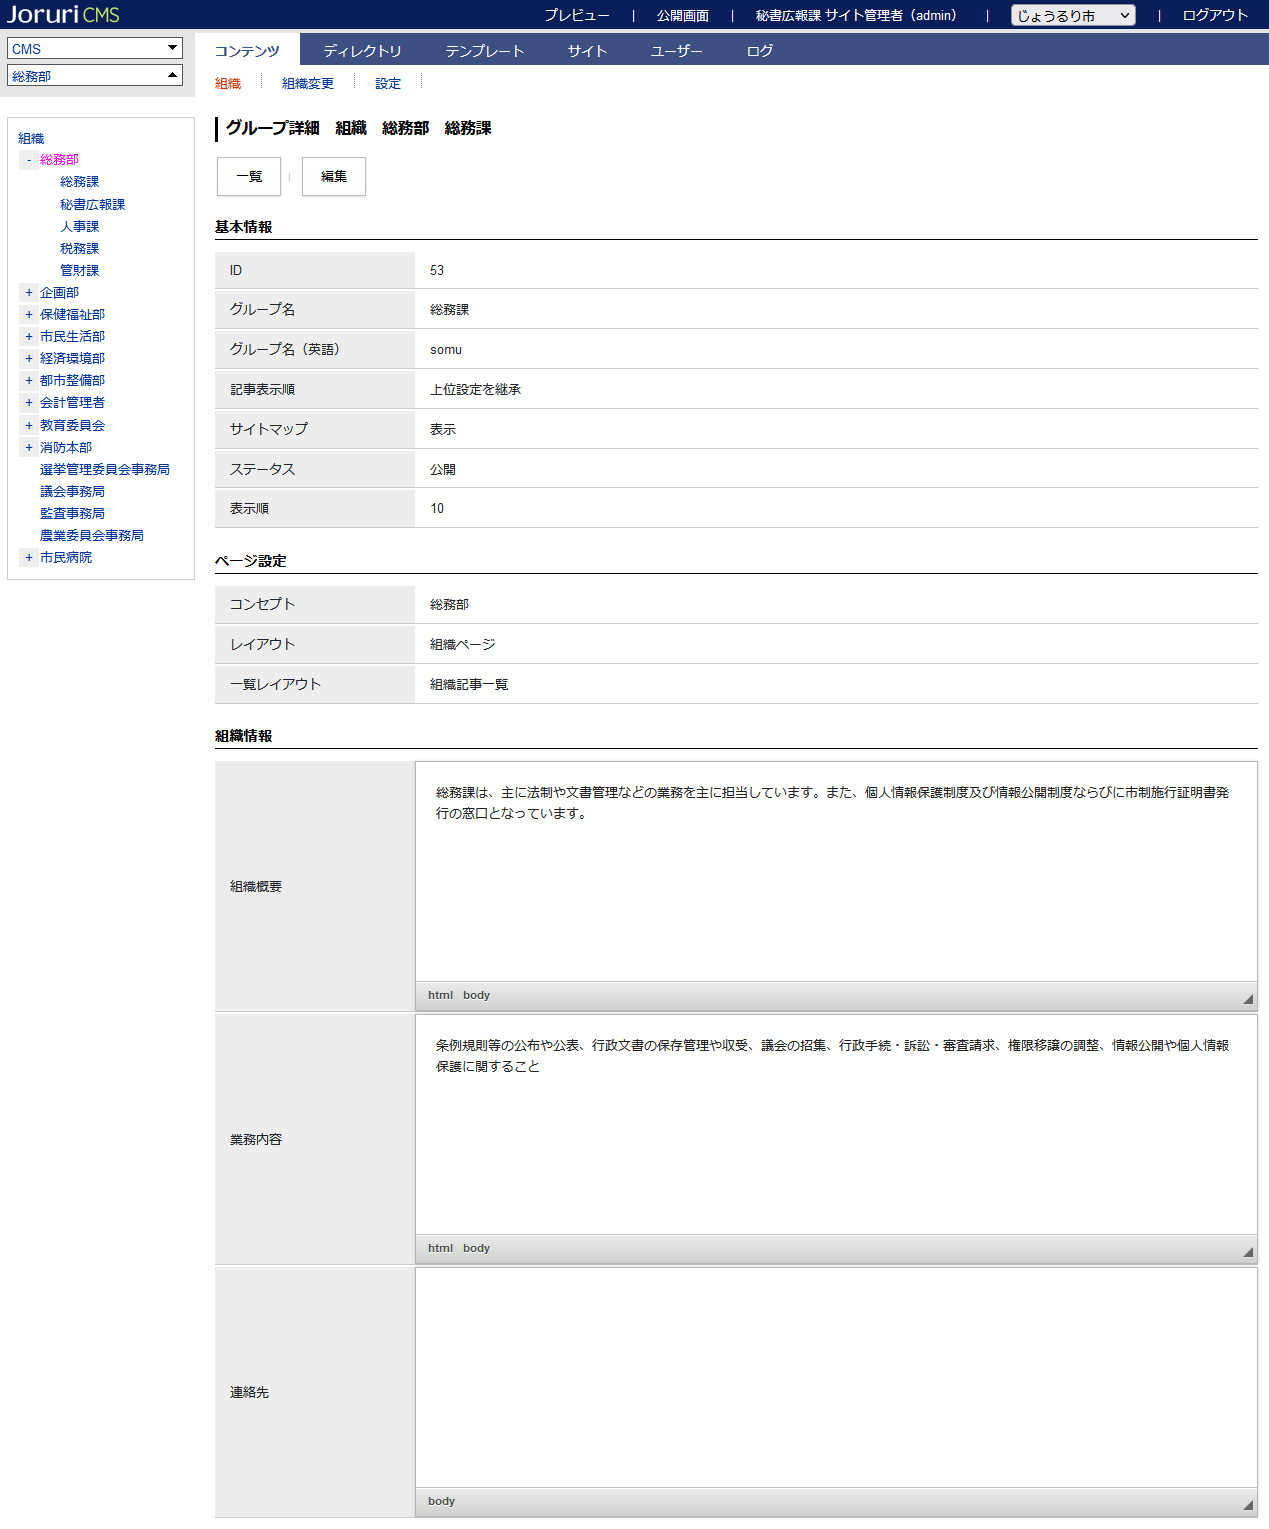 Joruri CMS
プレビュー | 公開画面 | 秘書広報課 サイト管理者（admin） | じょうるり市 | ログアウト
CMS
総務部
コンテンツ ディレクトリ テンプレート サイト ユーザー ログ
組織 組織変更 設定
組織
- 総務部
総務課
秘書広報課
人事課
税務課
管財課
+ 企画部
+ 保健福祉部
+ 市民生活部
+ 経済環境部
+ 都市整備部
+ 会計管理者
+ 教育委員会
+ 消防本部
選挙管理委員会事務局
議会事務局
監査事務局
農業委員会事務局
+ 市民病院
グループ詳細 組織 総務部 総務課
一覧 編集
基本情報
ID 53
グループ名 総務課
グループ名（英語） somu
記事表示順 上位設定を継承
サイトマップ 表示
ステータス 公開
表示順 10
ページ設定
コンセプト 総務部
レイアウト 組織ページ
一覧レイアウト 組織記事一覧
組織情報
組織概要
総務課は、主に法制や文書管理などの業務を主に担当しています。また、個人情報保護制度及び情報公開制度ならびに市制施行証明書発
行の窓口となっています。
html body
業務内容
条例規則等の公布や公表、行政文書の保存管理や収受、議会の招集、行政手続・訴訟・審査請求、権限移譲の調整、情報公開や個人情報
保護に関すること
html body
連絡先
body